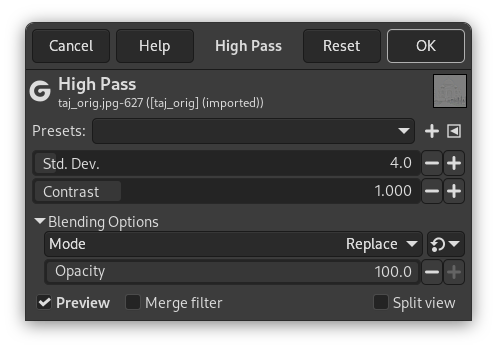 Cancel Help High Pass Reset OK
High Pass
taj_orig.jpg-627 ([taj_orig] (imported))
Presets:
Std. Dev. 4.0
Contrast 1.000
Blending Options
Mode Replace
Opacity 100.0
Preview Merge filter Split view